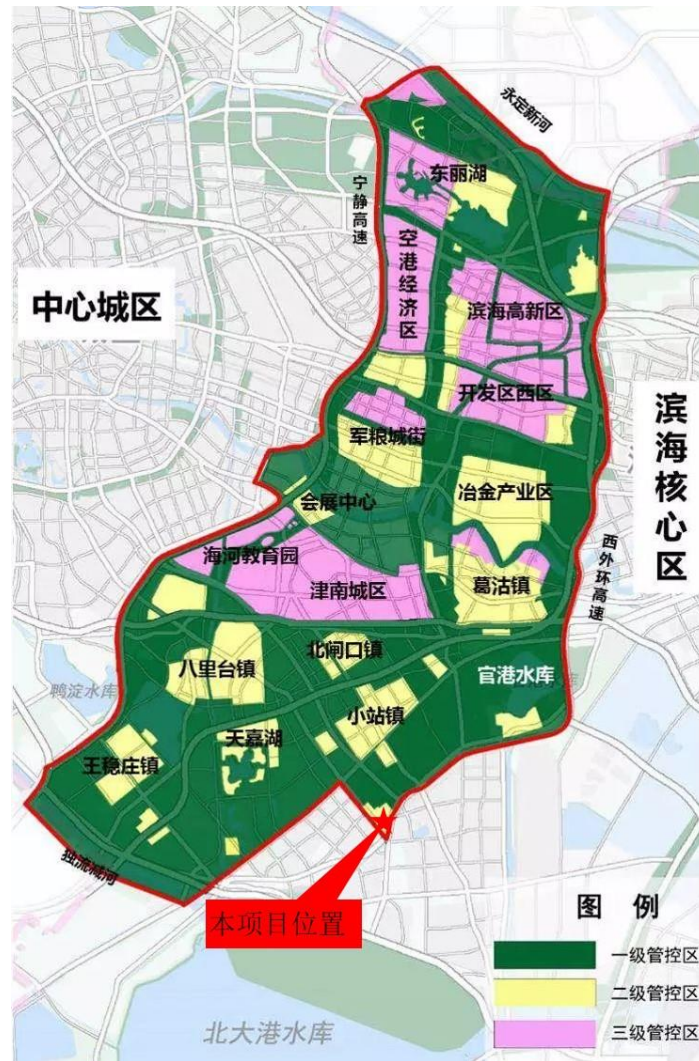 永定新河
东丽湖
宁静高速
空港经济区
中心城区
滨海高新区
开发区西区
滨海核心区
军粮城街
冶金产业区
会展中心
西外环高速
海河教育园
津南城区
葛沽镇
北闸口镇
八里台镇
官港水库
鸭淀水库
小站镇
天嘉湖
王稳庄镇
独流减河
本项目位置
图 例
一级管控区
二级管控区
三级管控区
北大港水库